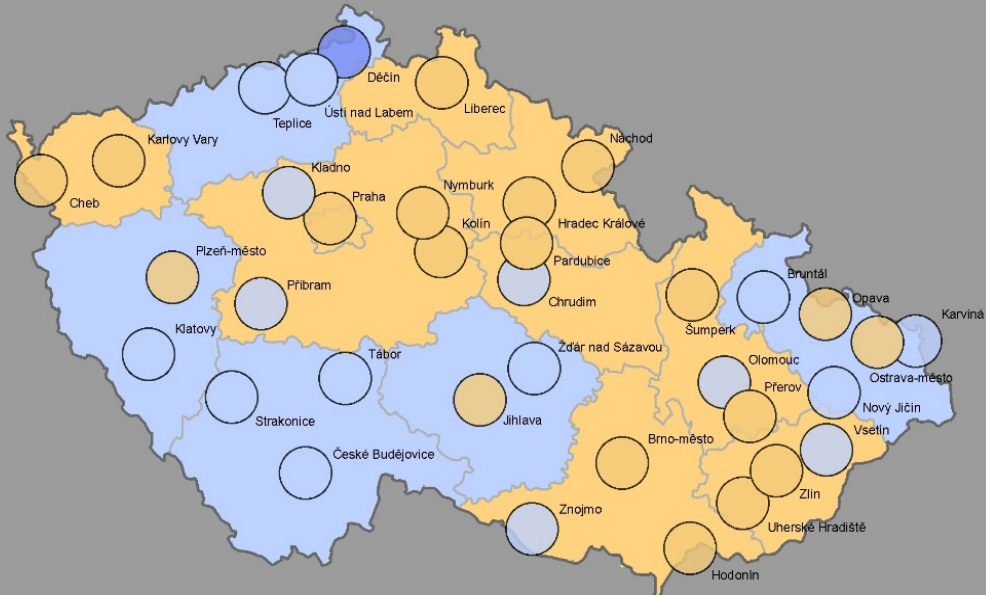 Děčín
Liberec
Ústí nad Labem
Teplice
Karlovy Vary
Náchod
Kladno
Nymburk
Praha
Cheb
Kolín
Hradec Králové
Plzeň-město
Pardubice
Příbram
Chrudim
Bruntál
Opava
Karviná
Klatovy
Šumperk
Tábor
Žďár nad Sázavou
Olomouc
Ostrava-město
Přerov
Nový Jičín
Strakonice
Jihlava
Vsetín
Brno-město
České Budějovice
Zlín
Znojmo
Uherské Hradiště
Hodonín